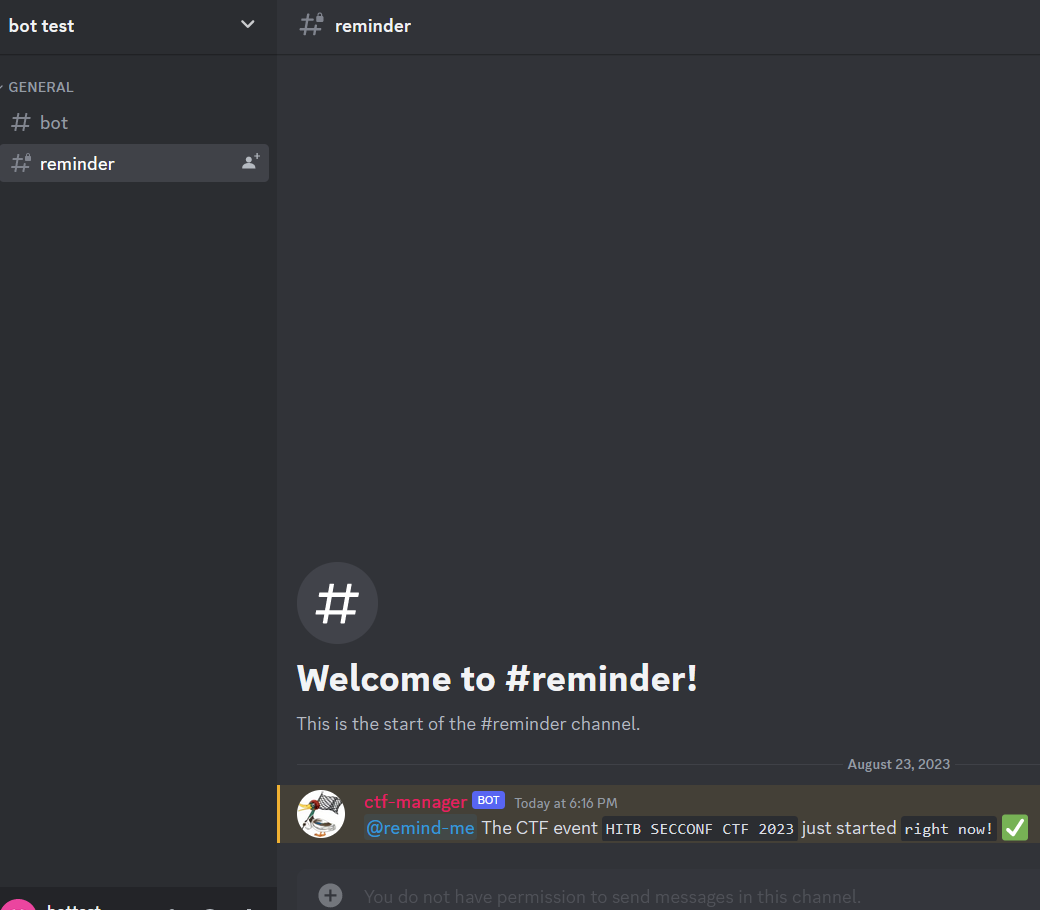 bot test
reminder
GENERAL
bot
reminder
Welcome to #reminder!
This is the start of the #reminder channel.
August 23, 2023
ctf-manager BOT Today at 6:16 PM
@remind-me The CTF event HITB SECCONF CTF 2023 just started right now!
You do not have permission to send messages in this channel.
bottest